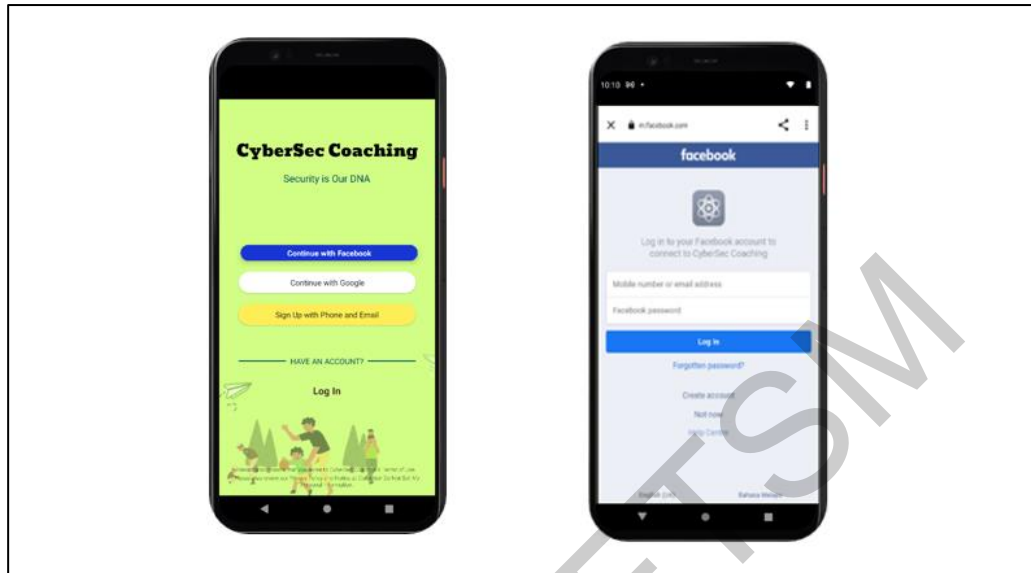 CyberSec Coaching
Security is Our DNA
Continue with Facebook
Continue with Google
Sign Up with Phone and Email
HAVE AN ACCOUNT?
Log In
10:10
m.facebook.com
facebook
Log in to your Facebook account to
connect to CyberSec Coaching
Mobile number or email address
Facebook password
Log In
Forgotten password?
Create account
Not now
Help Centre
English (UK)
Bahasa Melayu
FTSM